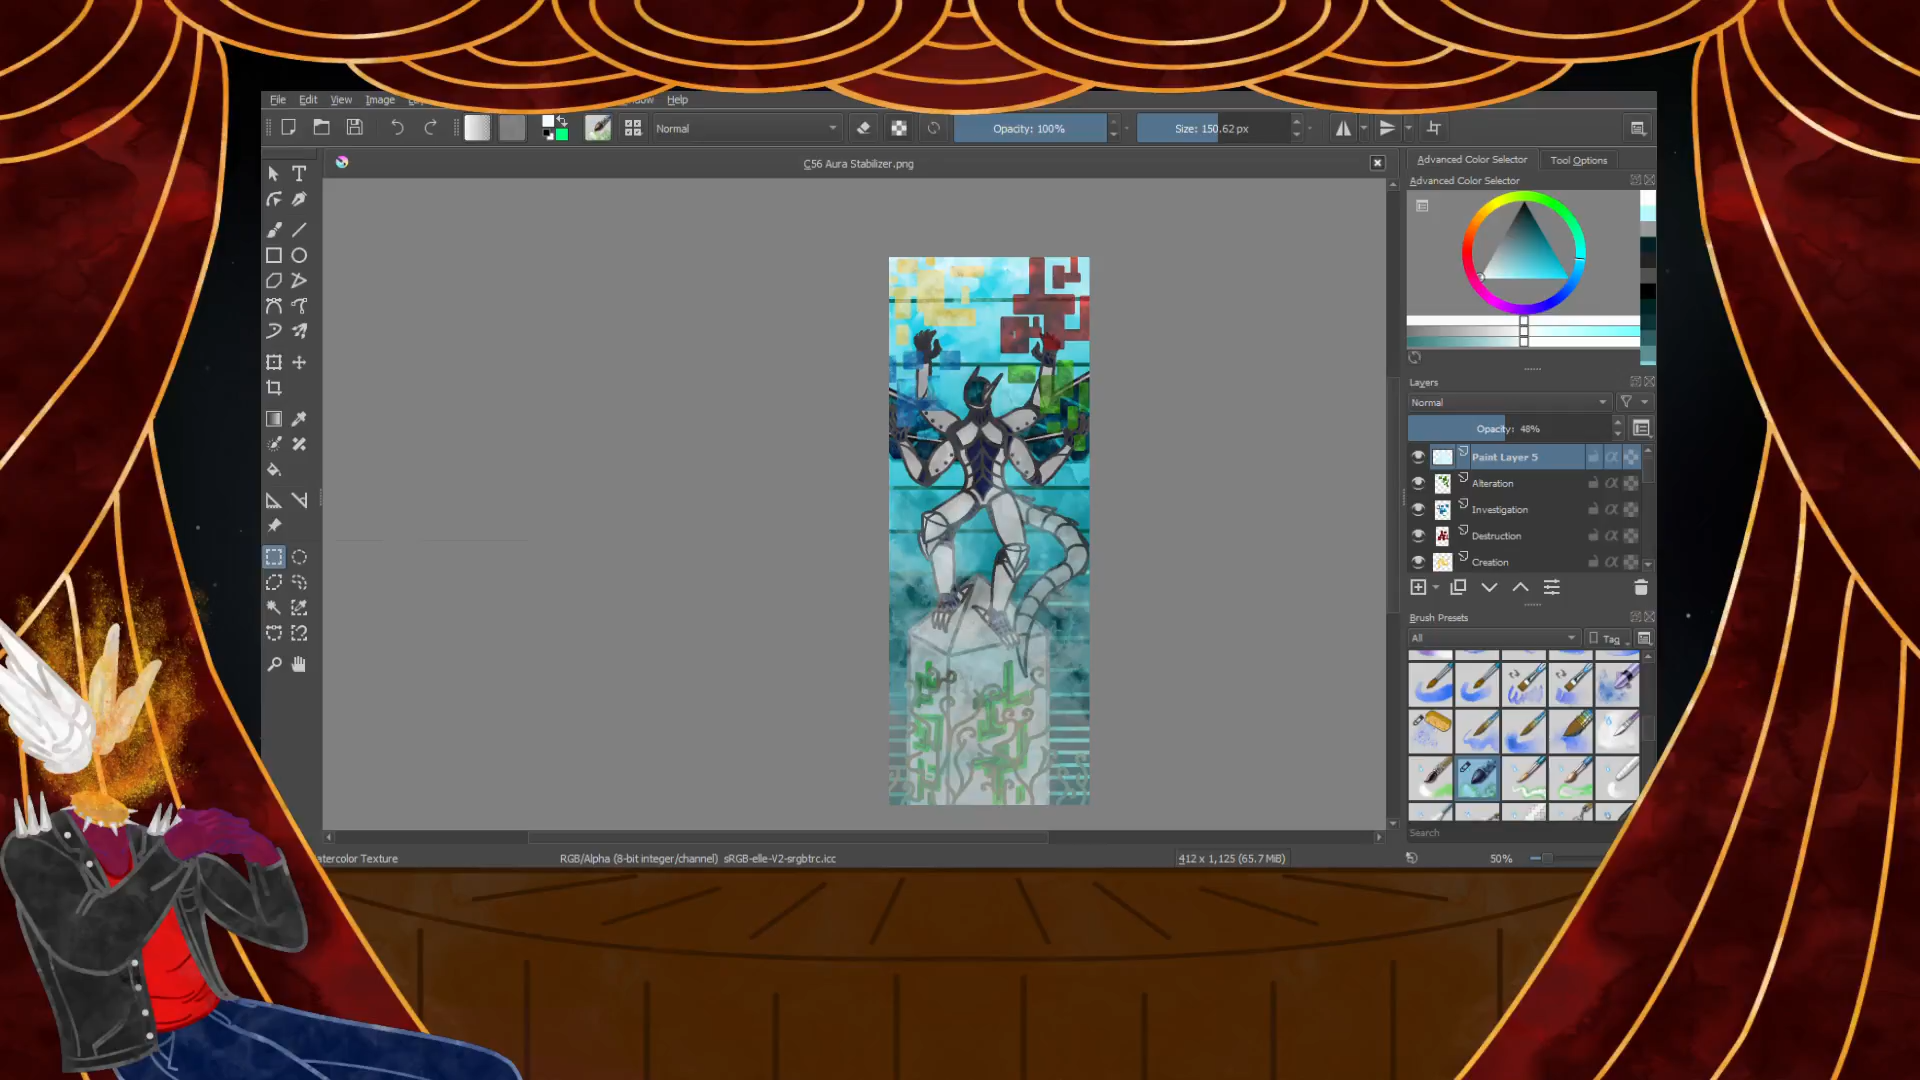 File Edit View Image Help
Normal
Opacity: 100%
Size: 150.62 px
C56 Aura Stabilizer.png
Advanced Color Selector Tool Options
Advanced Color Selector
Layers
Normal
Opacity: 48%
Paint Layer 5
Alteration
Investigation
Destruction
Creation
Brush Presets
All Tag
Search
RGB/Alpha (8-bit integer/channel) sRGB-elle-V2-srgbtrc.icc
412 x 1,125 (65.7 MiB)
50%